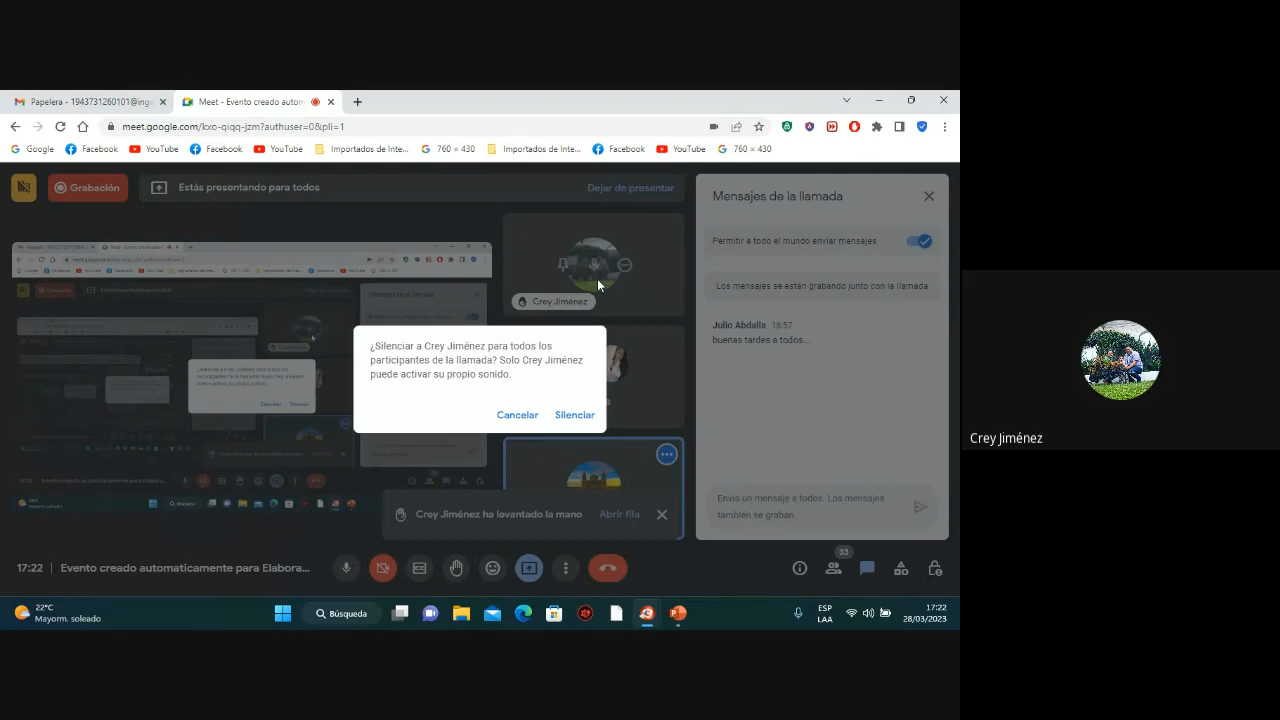 Papelera - 1943731260101@inge
Meet - Evento creado autom
meet.google.com/kxo-qiqq-jzm?authuser=0&pli=1
Google Facebook YouTube Facebook YouTube Importados de Inte... 760 × 430 Importados de Inte... Facebook YouTube 760 × 430
Grabación
Estás presentando para todos
Dejar de presentar
Crey Jiménez
¿Silenciar a Crey Jiménez para todos los
participantes de la llamada? Solo Crey Jiménez
puede activar su propio sonido.
Cancelar Silenciar
Crey Jiménez ha levantado la mano
Abrir fila
Mensajes de la llamada
Permitir a todo el mundo enviar mensajes
Los mensajes se están grabando junto con la llamada
Julio Abdalla 16:57
buenas tardes a todos...
Envía un mensaje a todos. Los mensajes
también se graban.
17:22 Evento creado automaticamente para Elabora...
33
22°C
Mayorm. soleado
Búsqueda
ESP
LAA
17:22
28/03/2023
Crey Jiménez